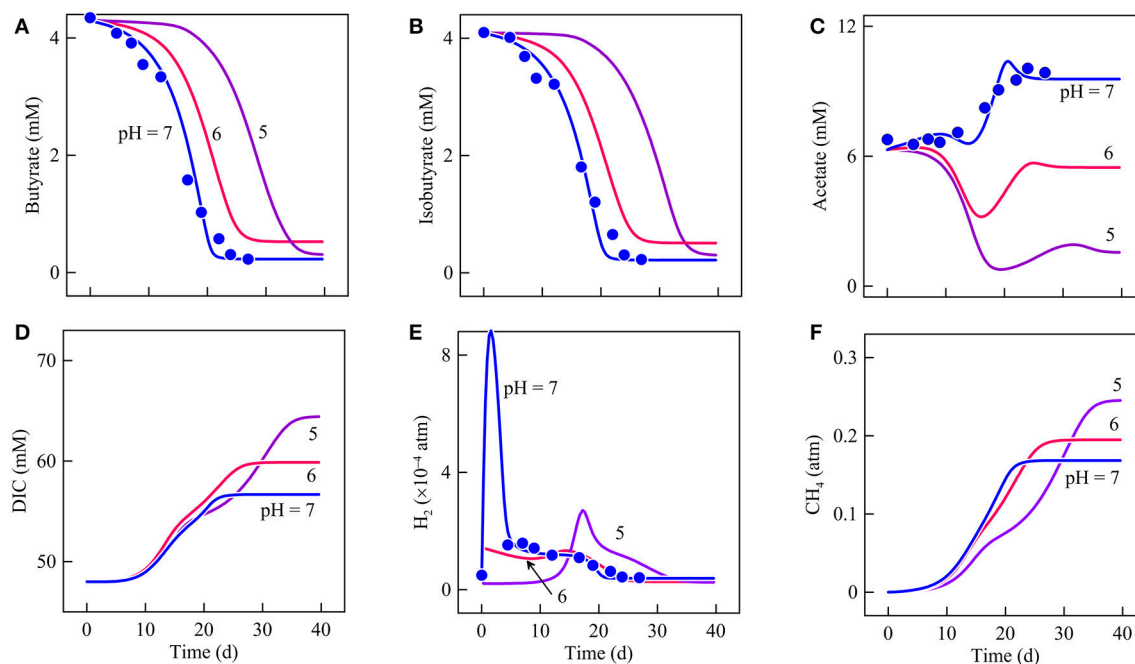 A
Butyrate (mM)
4
2
0
pH = 7
6
5
B
Isobutyrate (mM)
4
2
0
C
Acetate (mM)
12
6
0
pH = 7
6
5
D
DIC (mM)
70
60
50
5
6
pH = 7
0 10 20 30 40
Time (d)
E
H₂ (×10⁻⁴ atm)
8
4
0
pH = 7
5
6
0 10 20 30 40
Time (d)
F
CH₄ (atm)
0.3
0.2
0.1
0
5
6
pH = 7
0 10 20 30 40
Time (d)